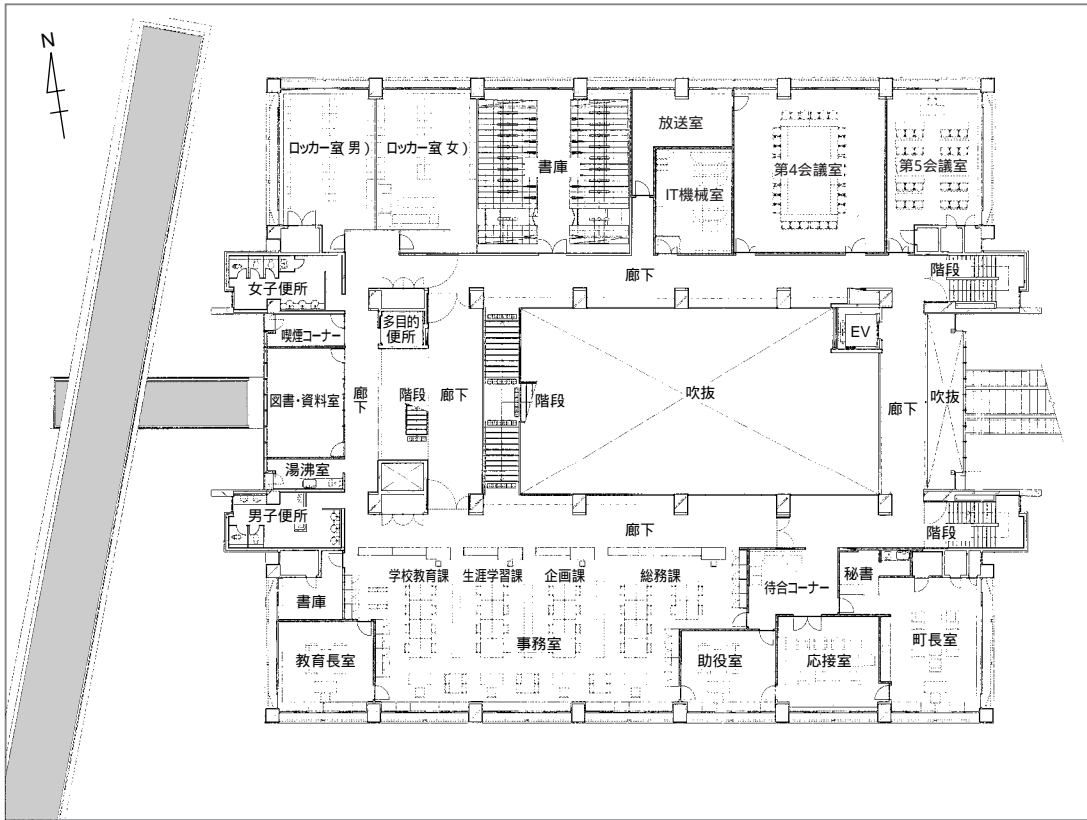 N
ロッカー室(男)
ロッカー室(女)
書庫
放送室
IT機械室
第4会議室
第5会議室
女子便所
廊下
階段
喫煙コーナー
多目的
便所
EV
図書・資料室
廊下
階段
廊下
階段
吹抜
廊下
吹抜
湯沸室
男子便所
廊下
階段
学校教育課
生涯学習課
企画課
総務課
待合コーナー
秘書
書庫
事務室
教育長室
助役室
応接室
町長室